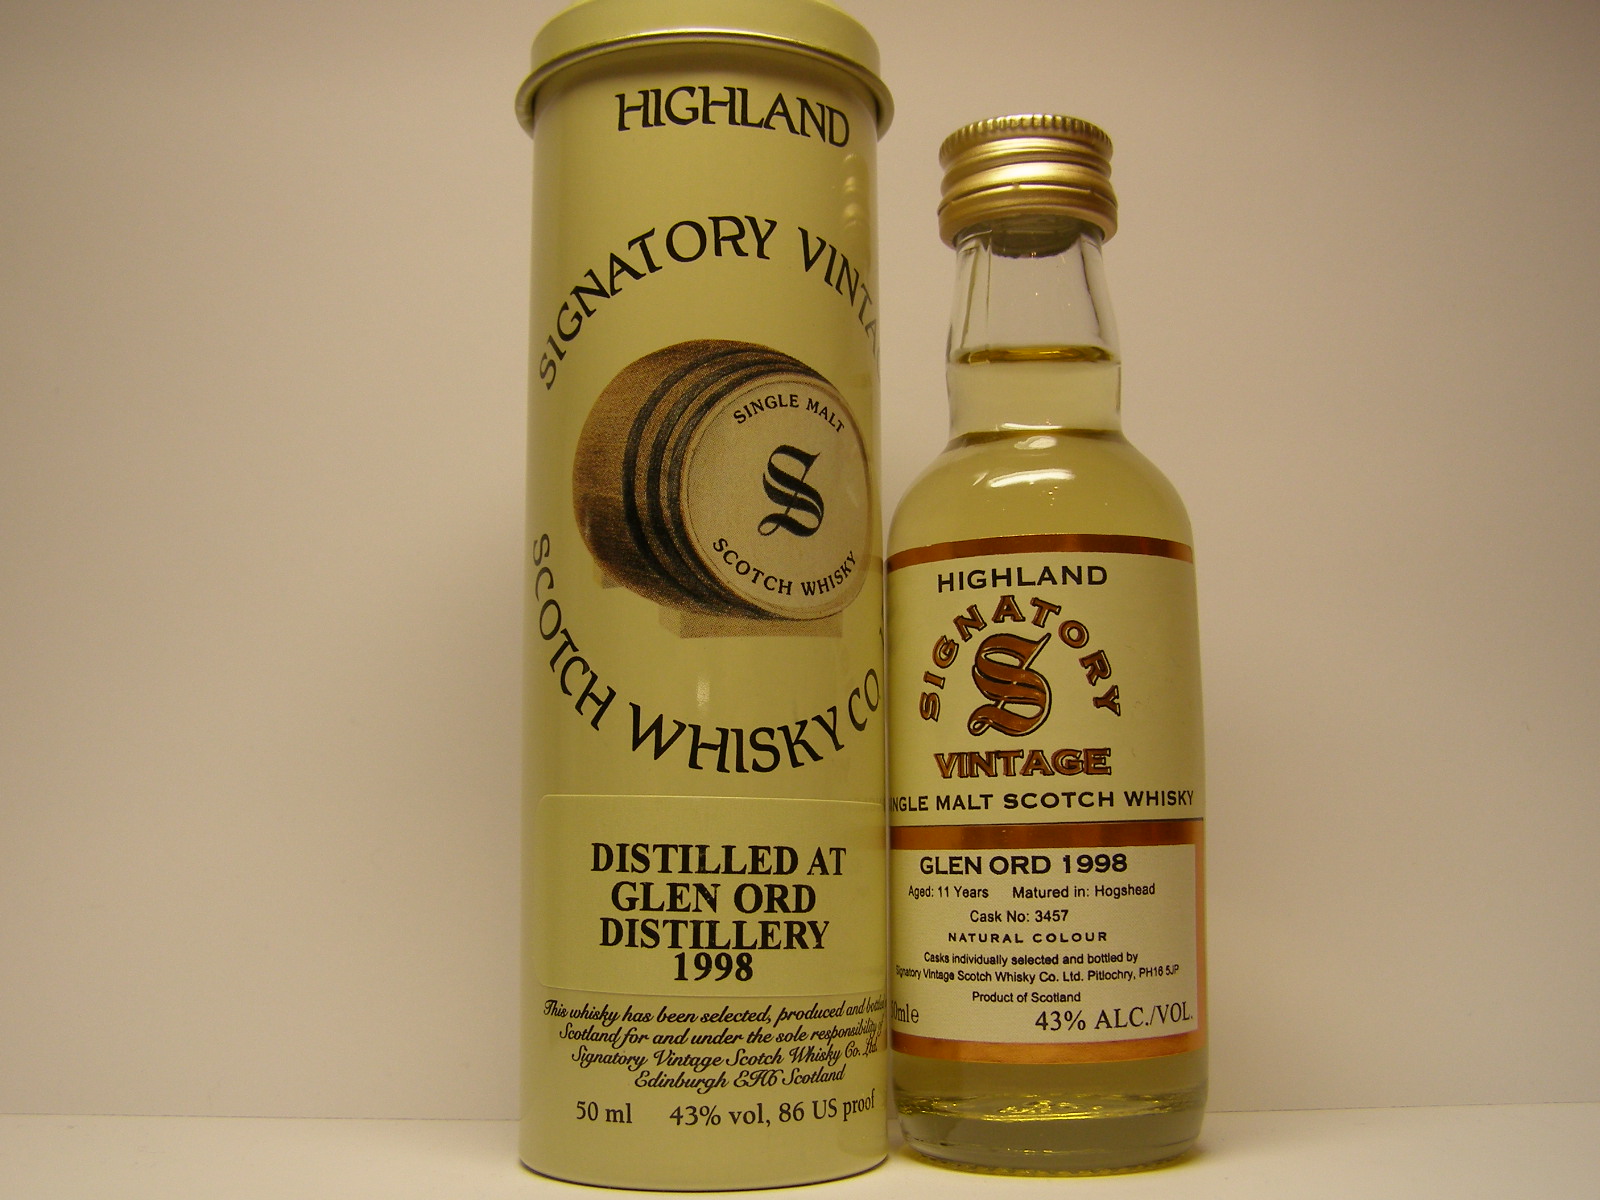 HIGHLAND
SIGNATORY VINTA
SINGLE MALT
S
SCOTCH WHISKY
SCOTCH WHISKY CO
DISTILLED AT
GLEN ORD
DISTILLERY
1998
This whisky has been selected, produced and bottled
Scotland for and under the sole responsibility of
Signatory Vintage Scotch Whisky Co. Ltd.
Edinburgh EH6 Scotland
50 ml 43% vol, 86 US proof
HIGHLAND
SIGNATORY
S
VINTAGE
INGLE MALT SCOTCH WHISKY
GLEN ORD 1998
Aged: 11 Years Matured in: Hogshead
Cask No: 3457
NATURAL COLOUR
Casks individually selected and bottled by
Signatory Vintage Scotch Whisky Co. Ltd. Pitlochry, PH16 5JP
Product of Scotland
0mle 43% ALC./VOL.